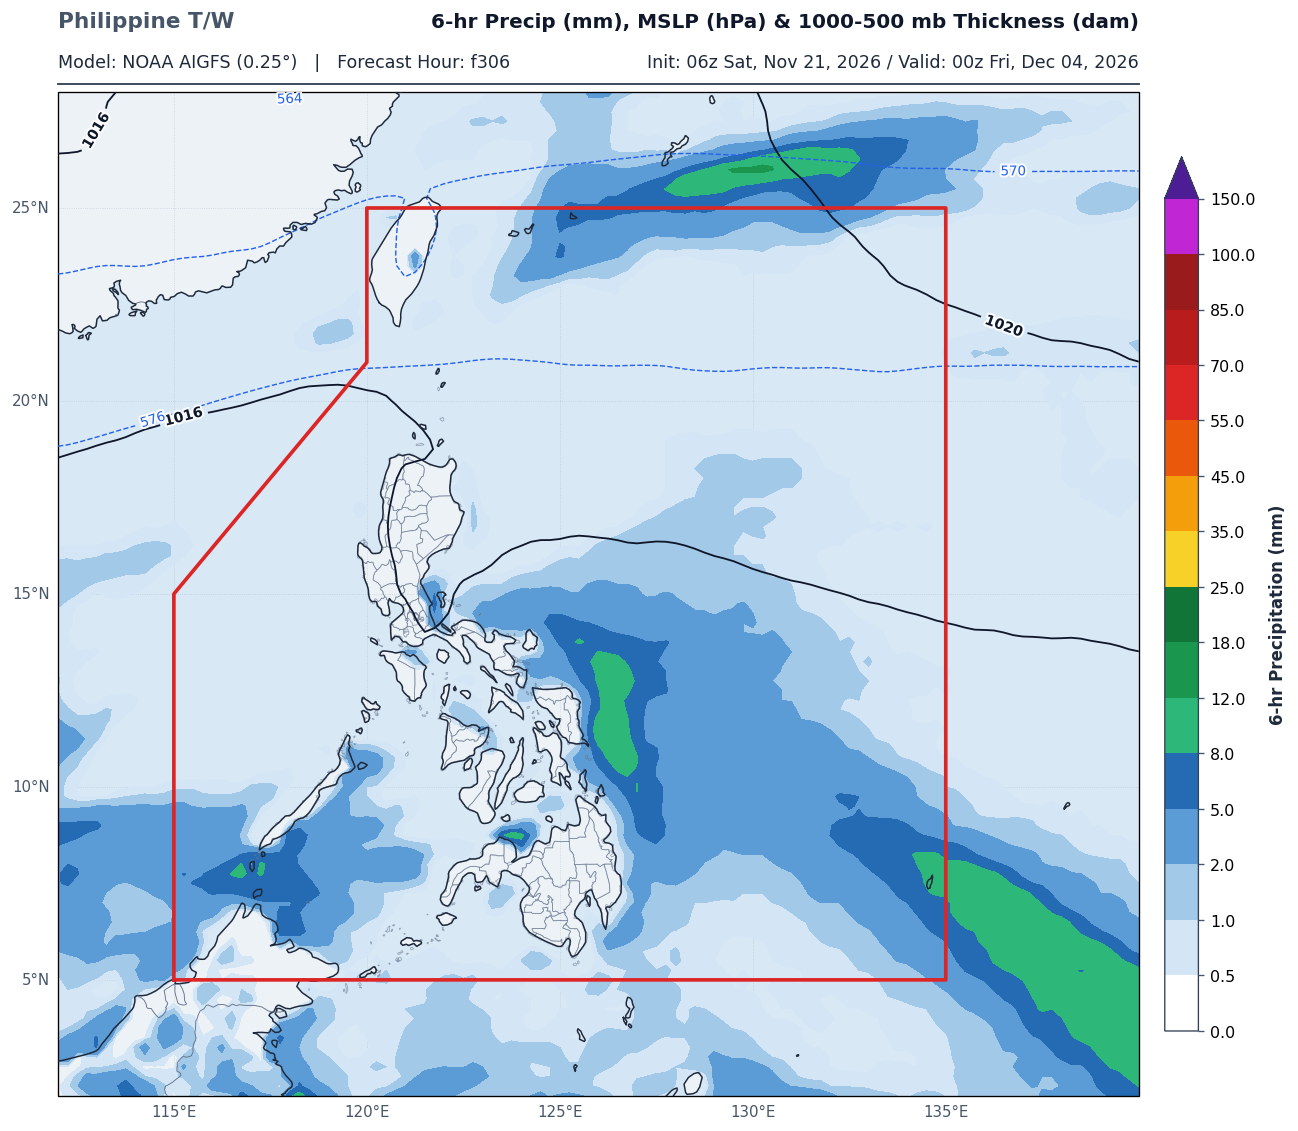 Philippine T/W
6-hr Precip (mm), MSLP (hPa) & 1000-500 mb Thickness (dam)
Model: NOAA AIGFS (0.25°) | Forecast Hour: f306
Init: 06z Sat, Nov 21, 2026 / Valid: 00z Fri, Dec 04, 2026
564
1016
570
1020
576
1016
25°N
20°N
15°N
10°N
5°N
115°E
120°E
125°E
130°E
135°E
150.0
100.0
85.0
70.0
55.0
45.0
35.0
25.0
18.0
12.0
8.0
5.0
2.0
1.0
0.5
0.0
6-hr Precipitation (mm)